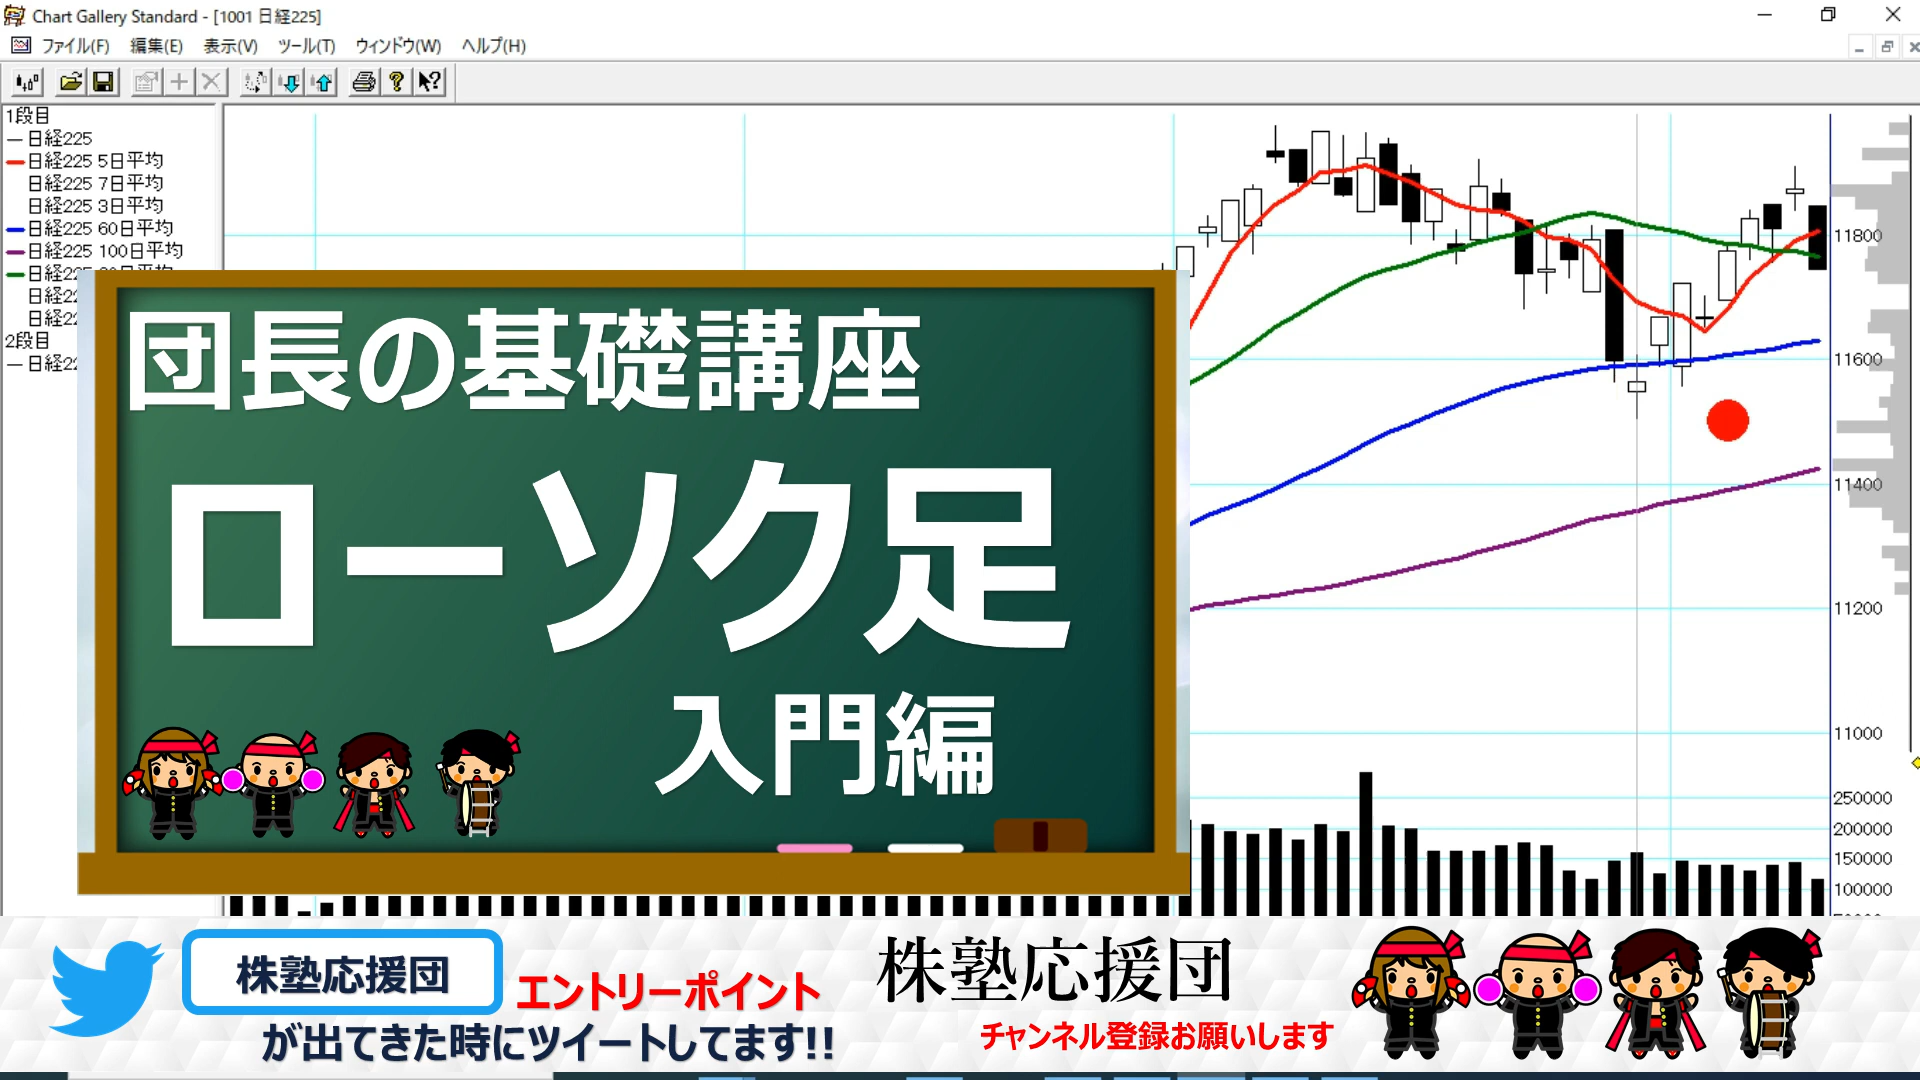 Chart Gallery Standard - [1001 日経225]
ファイル(F) 編集(E) 表示(V) ツール(T) ウィンドウ(W) ヘルプ(H)
1段目
日経225
日経225 5日平均
日経225 7日平均
日経225 3日平均
日経225 60日平均
日経225 100日平均
2段目
団長の基礎講座
ローソク足
入門編
11800
11600
11400
11200
11000
250000
200000
150000
100000
株塾応援団
エントリーポイント
が出てきた時にツイートしてます!!
株塾応援団
チャンネル登録お願いします